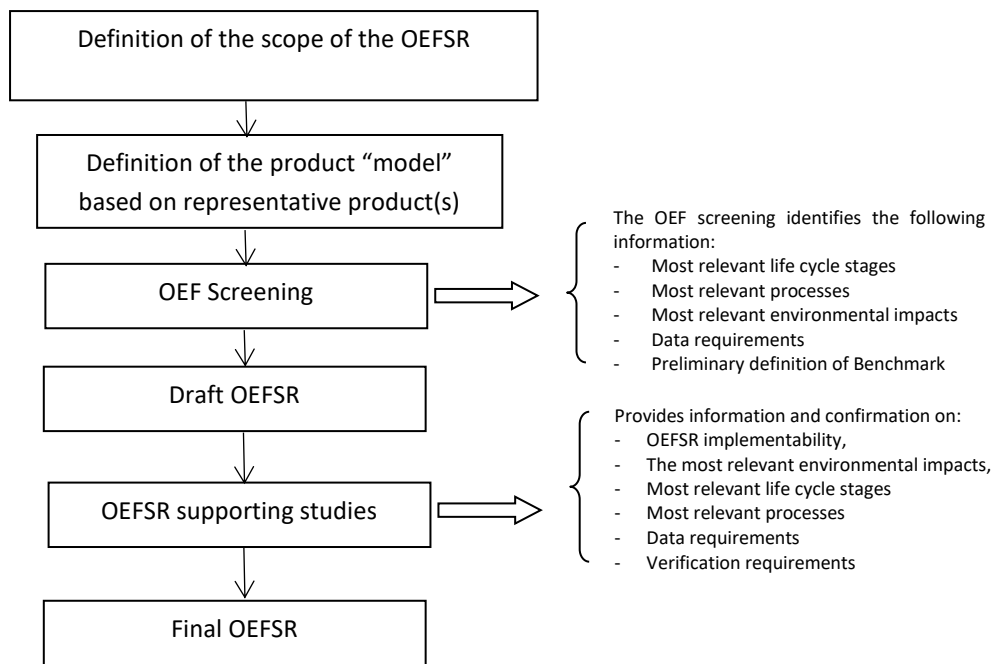 Definition of the scope of the OEFSR
Definition of the product “model”
based on representative product(s)
OEF Screening
The OEF screening identifies the following
information:
- Most relevant life cycle stages
- Most relevant processes
- Most relevant environmental impacts
- Data requirements
- Preliminary definition of Benchmark
Draft OEFSR
OEFSR supporting studies
Provides information and confirmation on:
- OEFSR implementability,
- The most relevant environmental impacts,
- Most relevant life cycle stages
- Most relevant processes
- Data requirements
- Verification requirements
Final OEFSR